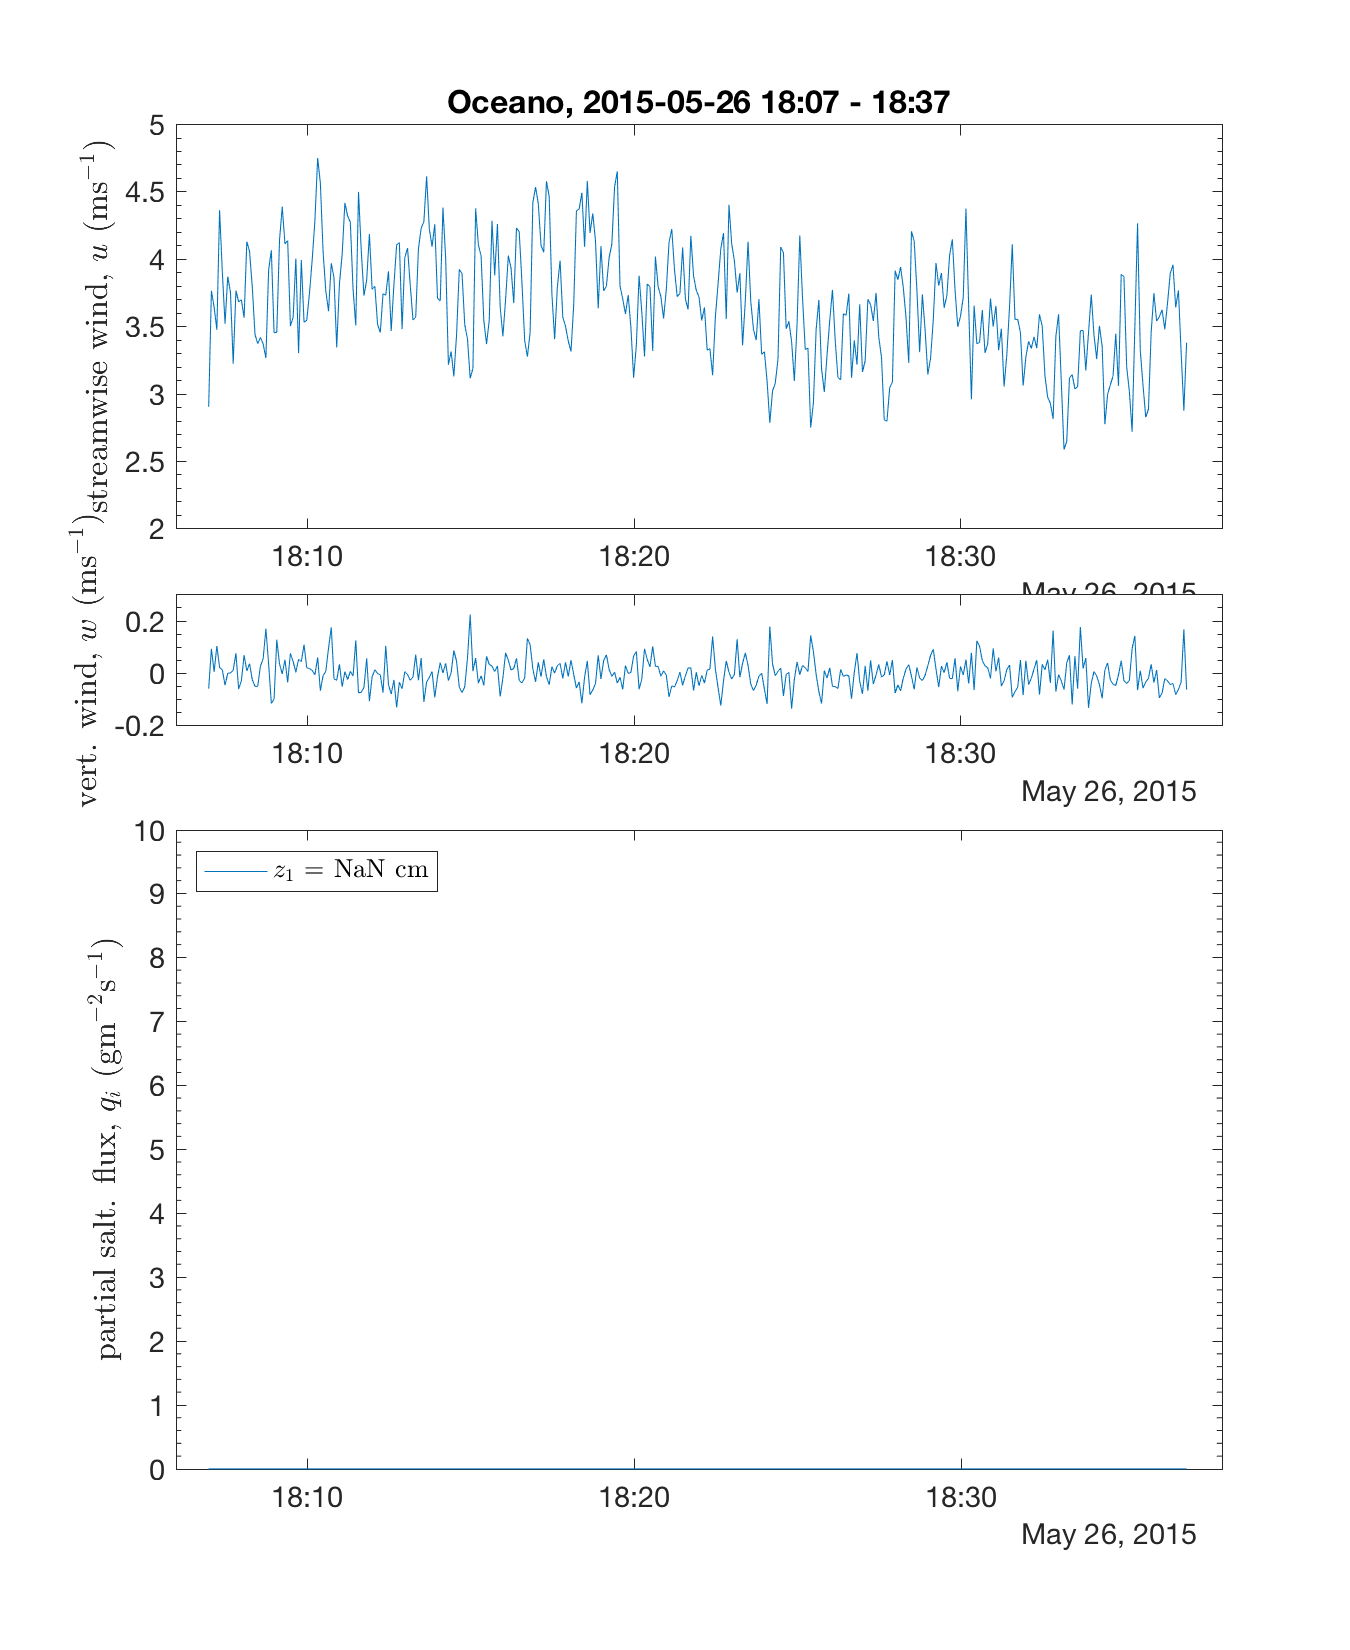 Oceano, 2015-05-26 18:07 - 18:37
streamwise wind, u (ms⁻¹)
5
4.5
4
3.5
3
2.5
2
18:10 18:20 18:30
May 26, 2015
vert. wind, w (ms⁻¹)
0.2
0
-0.2
18:10 18:20 18:30
May 26, 2015
partial salt. flux, qᵢ (gm⁻²s⁻¹)
10
9
8
7
6
5
4
3
2
1
0
z₁ = NaN cm
18:10 18:20 18:30
May 26, 2015